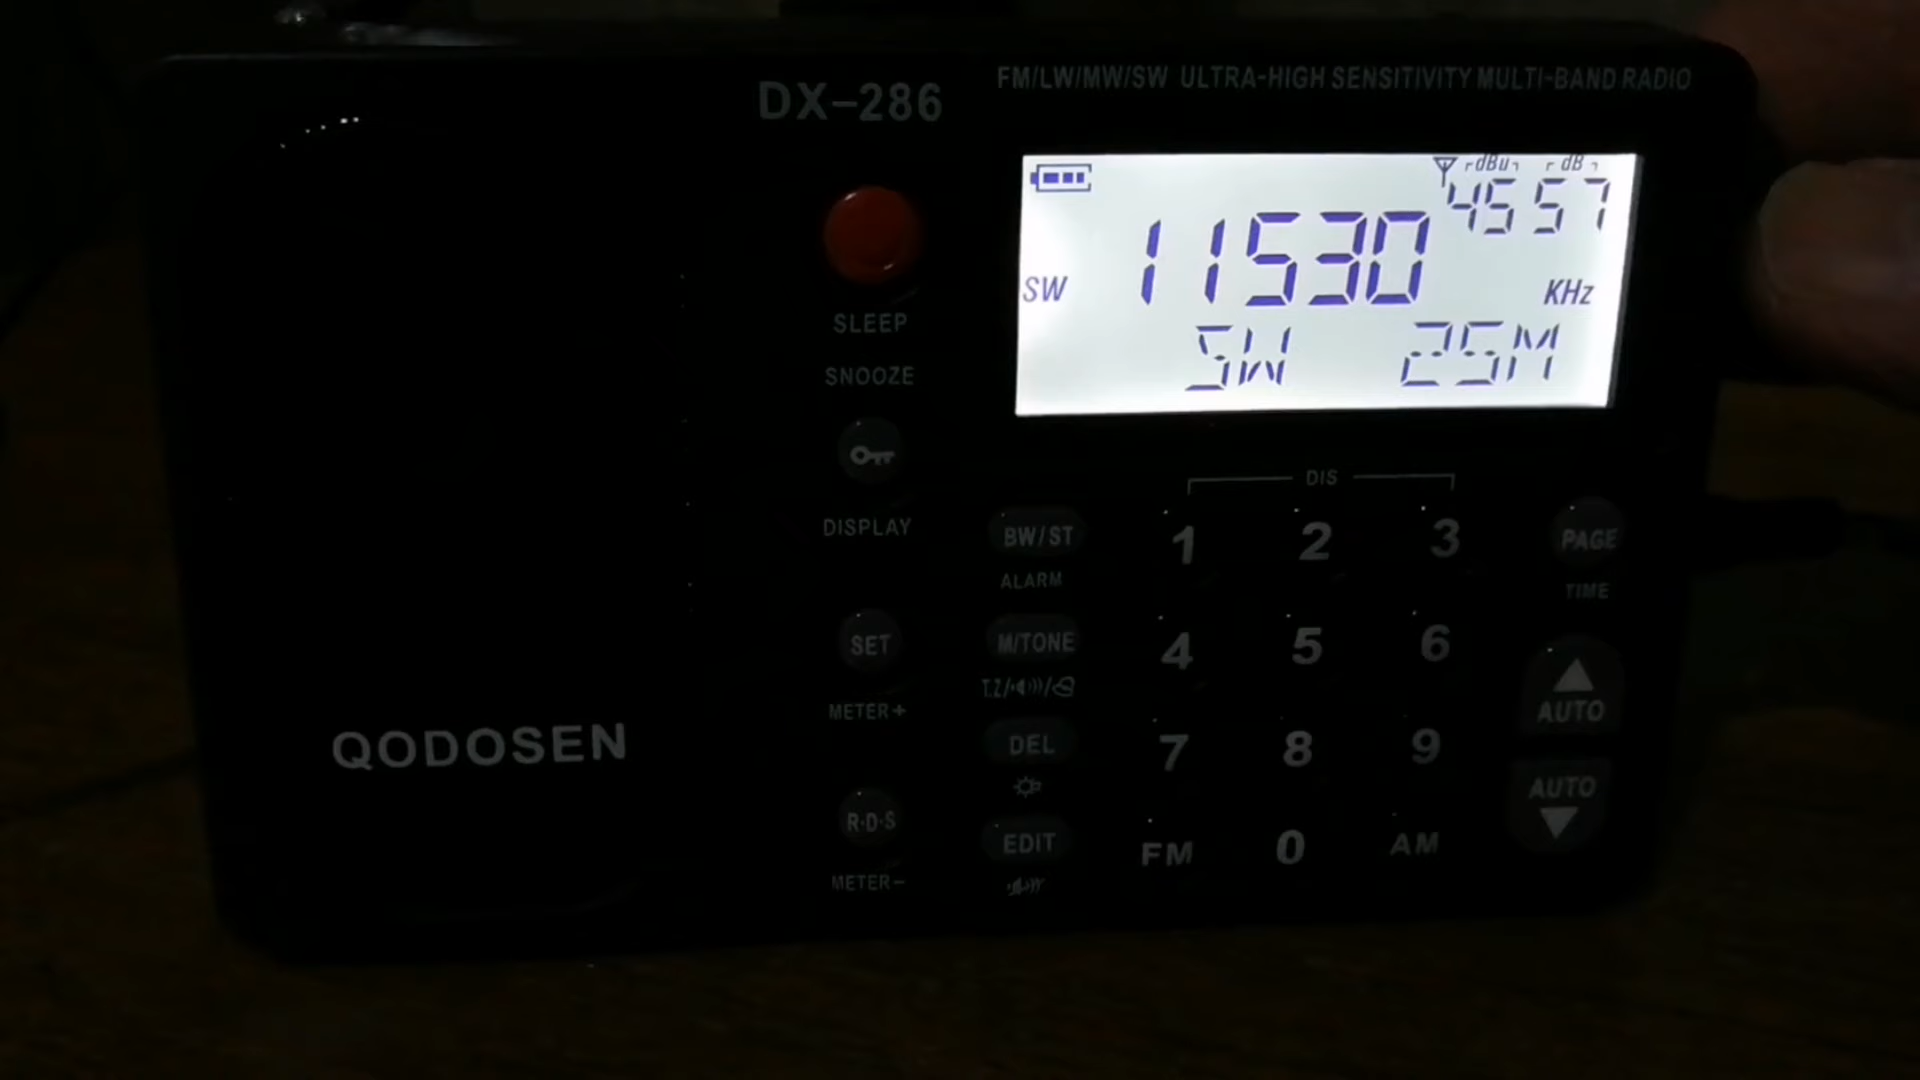 DX-286
FM/LW/MW/SW ULTRA-HIGH SENSITIVITY MULTI-BAND RADIO
dBu dB
45 57
11530
SW
KHz
SW 25M
SLEEP
SNOOZE
DISPLAY
SET
METER+
R·D·S
METER-
QODOSEN
DIS
BW/ST
1 2 3
PAGE
ALARM
TIME
M/TONE
4 5 6
T.Z/
AUTO
DEL
7 8 9
AUTO
EDIT
FM 0 AM